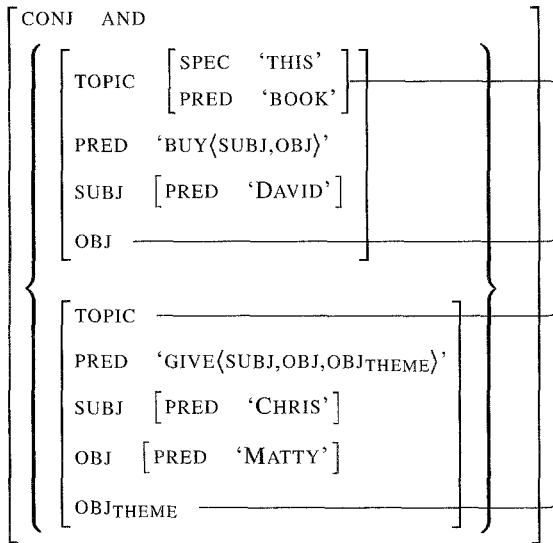 CONJ AND
TOPIC SPEC ‘THIS’
PRED ‘BOOK’
PRED ‘BUY⟨SUBJ,OBJ⟩’
SUBJ [PRED ‘DAVID’]
OBJ
TOPIC
PRED ‘GIVE⟨SUBJ,OBJ,OBJTHEME⟩’
SUBJ [PRED ‘CHRIS’]
OBJ [PRED ‘MATTY’]
OBJTHEME